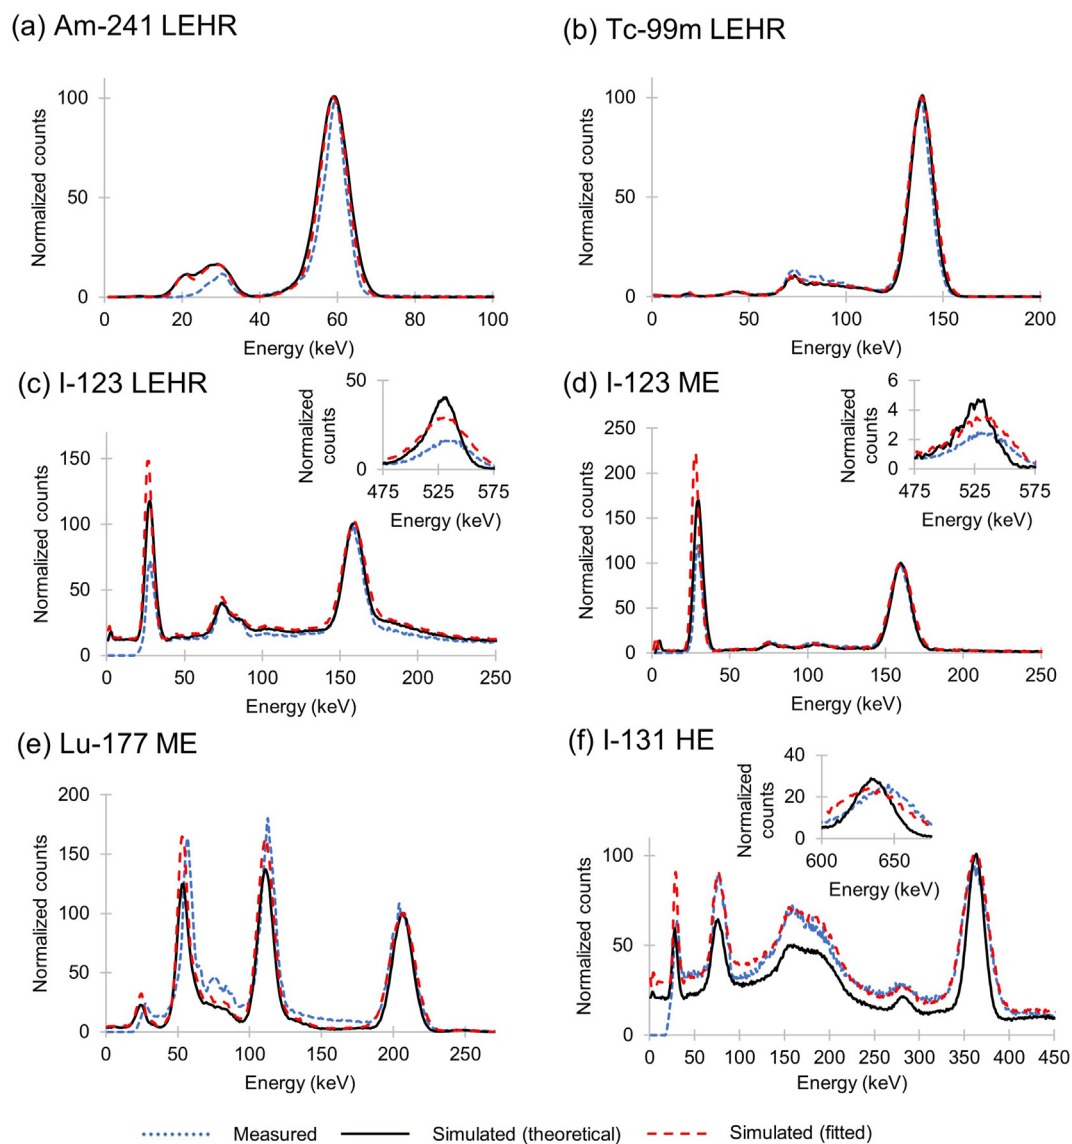 (a) Am-241 LEHR
Normalized counts
100
50
0
0 20 40 60 80 100
Energy (keV)
(b) Tc-99m LEHR
Normalized counts
100
50
0
0 50 100 150 200
Energy (keV)
(c) I-123 LEHR
Normalized counts
150
100
50
0
0 50 100 150 200 250
Energy (keV)
Normalized
counts
50
0
475 525 575
Energy (keV)
(d) I-123 ME
Normalized counts
250
200
150
100
50
0
0 50 100 150 200 250
Energy (keV)
Normalized
counts
6
4
2
0
475 525 575
Energy (keV)
(e) Lu-177 ME
Normalized counts
200
150
100
50
0
0 50 100 150 200 250
Energy (keV)
(f) I-131 HE
Normalized counts
100
50
0
0 50 100 150 200 250 300 350 400 450
Energy (keV)
Normalized
counts
40
20
0
600 650
Energy (keV)
Measured Simulated (theoretical) Simulated (fitted)